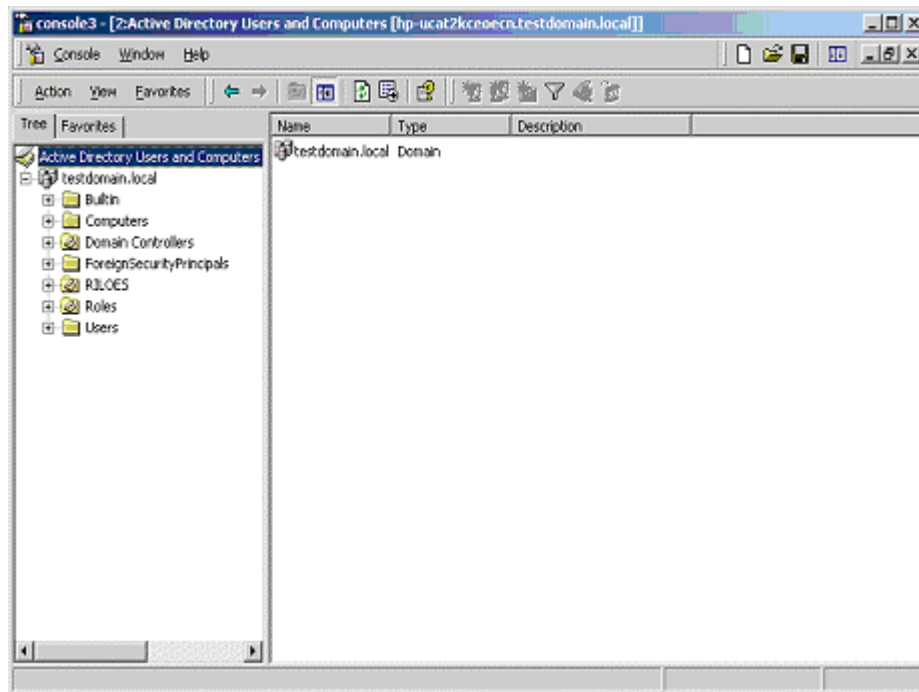 console3 - [2:Active Directory Users and Computers [hp-ucat2kceoecn.testdomain.local]]
Console Window Help
Action View Favorites
Tree Favorites
Name Type Description
Active Directory Users and Computers
testdomain.local Domain
testdomain.local
Builtin
Computers
Domain Controllers
ForeignSecurityPrincipals
RILOES
Roles
Users